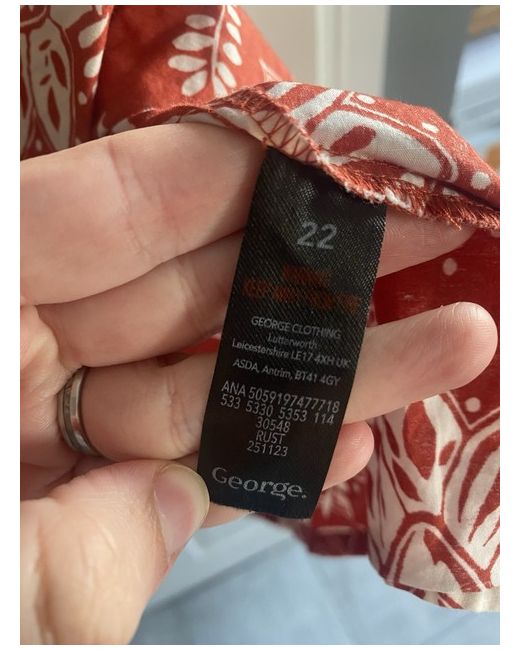 22
GEORGE CLOTHING
Lutterworth
Leicestershire LE17 4XH UK
ASDA, Antrim, BT41 4GY
ANA 5059197477718
533 5330 5353 114
30548
RUST
251123
George.